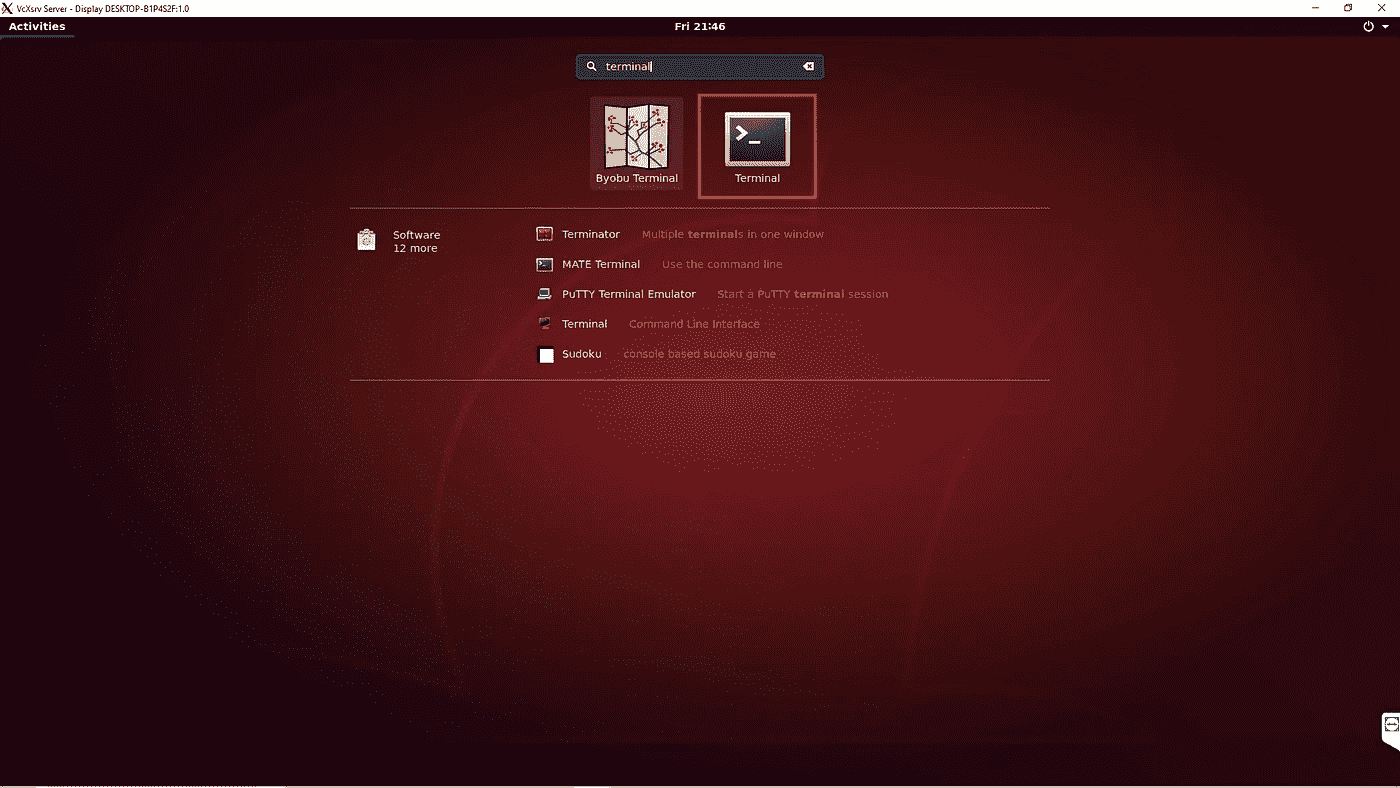 VcXsrv Server - Display DESKTOP-B1P4S2F:1.0
Activities
Fri 21:46
terminal
Byobu Terminal
Terminal
Software
12 more
Terminator Multiple terminals in one window
MATE Terminal Use the command line
PuTTY Terminal Emulator Start a PuTTY terminal session
Terminal Command Line Interface
Sudoku console based sudoku game